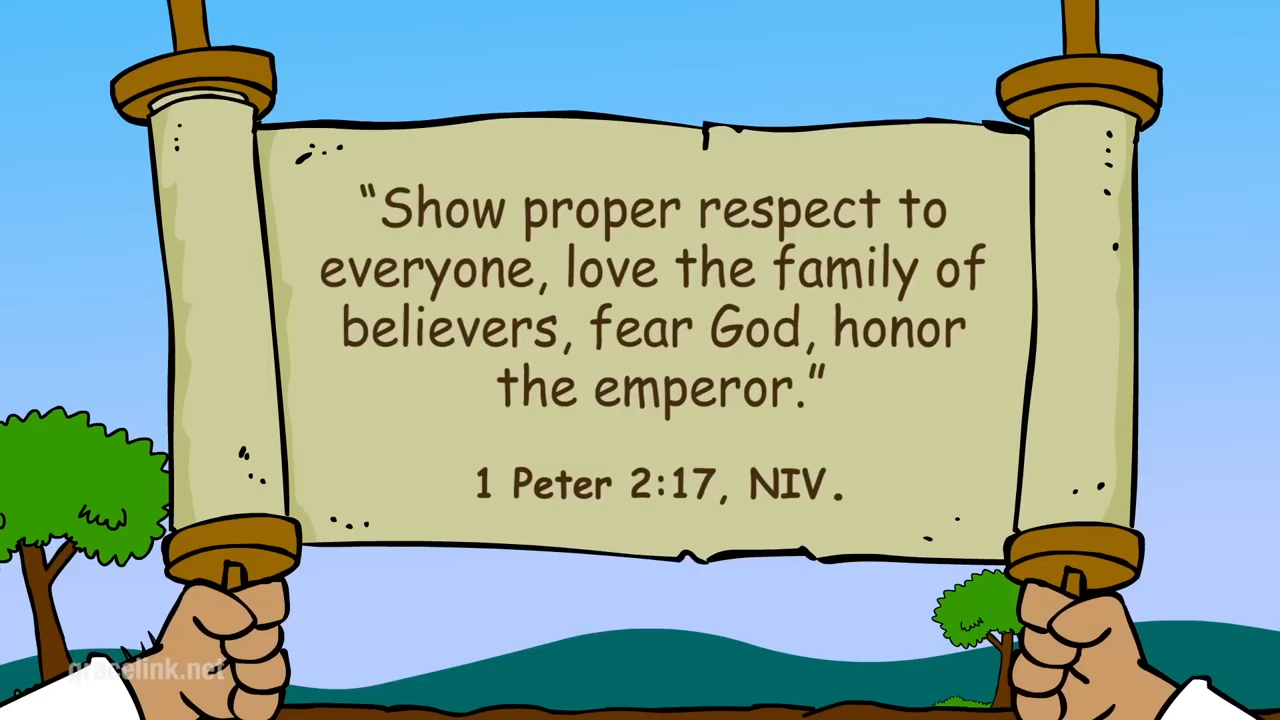 “Show proper respect to
everyone, love the family of
believers, fear God, honor
the emperor.”
1 Peter 2:17, NIV.
gracelink.net